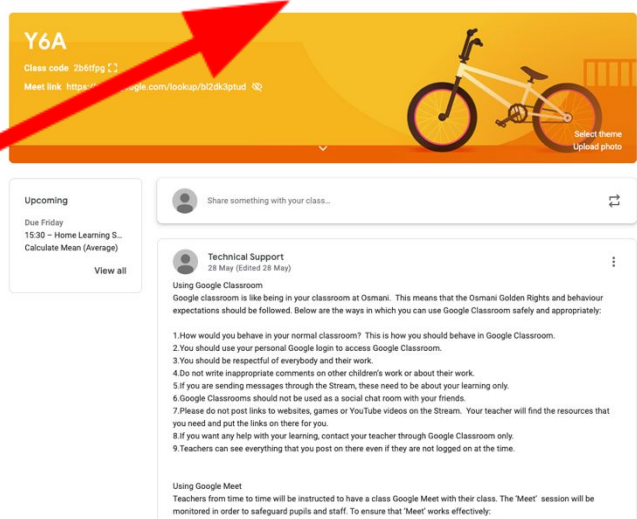 Y6A
Class code 2b6tfpg
Meet link https:// gle.com/lookup/bl2dk3ptud
Select theme
Upload photo
Upcoming
Due Friday
15:30 – Home Learning S...
Calculate Mean (Average)
View all
Share something with your class...
Technical Support
28 May (Edited 28 May)
Using Google Classroom
Google classroom is like being in your classroom at Osmani. This means that the Osmani Golden Rights and behaviour
expectations should be followed. Below are the ways in which you can use Google Classroom safely and appropriately:
1.How would you behave in your normal classroom? This is how you should behave in Google Classroom.
2.You should use your personal Google login to access Google Classroom.
3.You should be respectful of everybody and their work.
4.Do not write inappropriate comments on other children's work or about their work.
5.If you are sending messages through the Stream, these need to be about your learning only.
6.Google Classrooms should not be used as a social chat room with your friends.
7.Please do not post links to websites, games or YouTube videos on the Stream. Your teacher will find the resources that
you need and put the links on there for you.
8.If you want any help with your learning, contact your teacher through Google Classroom only.
9.Teachers can see everything that you post on there even if they are not logged on at the time.
Using Google Meet
Teachers from time to time will be instructed to have a class Google Meet with their class. The 'Meet' session will be
monitored in order to safeguard pupils and staff. To ensure that 'Meet' works effectively: